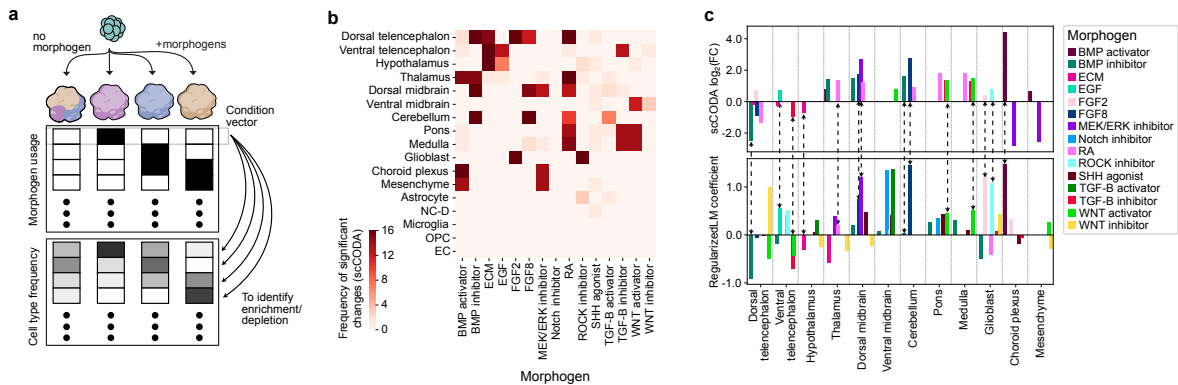 a
no
morphogen
+morphogens
Condition
vector
Morphogen usage
Cell type frequency
To identify
enrichment/
depletion
b
Dorsal telencephalon
Ventral telencephalon
Hypothalamus
Thalamus
Dorsal midbrain
Ventral midbrain
Cerebellum
Pons
Medulla
Glioblast
Choroid plexus
Mesenchyme
Astrocyte
NC-D
Microglia
OPC
EC
Frequency of significant
changes (scCODA)
16
12
8
4
0
BMP activator
BMP inhibitor
ECM
EGF
FGF2
FGF8
MEK/ERK inhibitor
Notch inhibitor
RA
ROCK inhibitor
SHH agonist
TGF-B activator
TGF-B inhibitor
WNT activator
WNT inhibitor
Morphogen
c
scCODA log2(FC)
4.0
2.0
0
-2.0
RegularizedLM coefficient
1.0
0
-1.0
Dorsal
telencephalon
Ventral
telencephalon
Hypothalamus
Thalamus
Dorsal midbrain
Ventral midbrain
Cerebellum
Pons
Medulla
Glioblast
Choroid plexus
Mesenchyme
Morphogen
BMP activator
BMP inhibitor
ECM
EGF
FGF2
FGF8
MEK/ERK inhibitor
Notch inhibitor
RA
ROCK inhibitor
SHH agonist
TGF-B activator
TGF-B inhibitor
WNT activator
WNT inhibitor